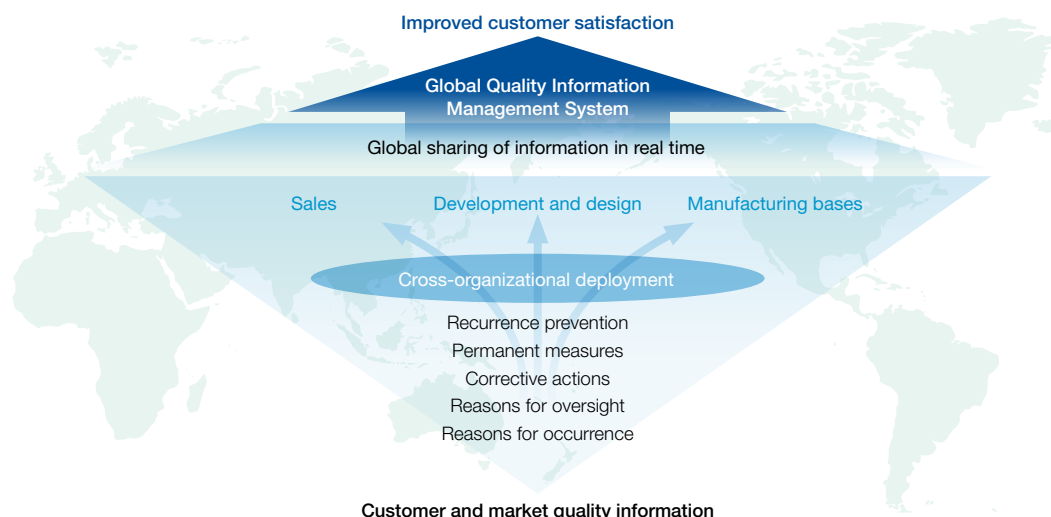 Improved customer satisfaction
Global Quality Information
Management System
Global sharing of information in real time
Sales
Development and design
Manufacturing bases
Cross-organizational deployment
Recurrence prevention
Permanent measures
Corrective actions
Reasons for oversight
Reasons for occurrence
Customer and market quality information